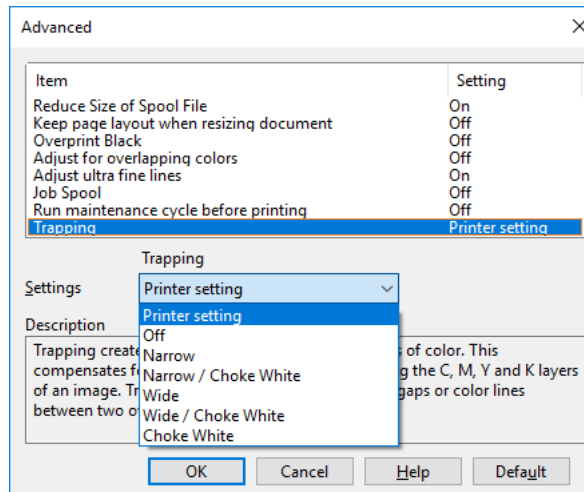 Advanced
Item Setting
Reduce Size of Spool File On
Keep page layout when resizing document Off
Overprint Black Off
Adjust for overlapping colors Off
Adjust ultra fine lines On
Job Spool Off
Run maintenance cycle before printing Off
Trapping Printer setting
Trapping
Settings Printer setting
Printer setting
Off
Narrow
Narrow / Choke White
Wide
Wide / Choke White
Choke White
Description
Trapping create s of color. This
compensates f g the C, M, Y and K layers
of an image. Tr gaps or color lines
between two o
OK Cancel Help Default